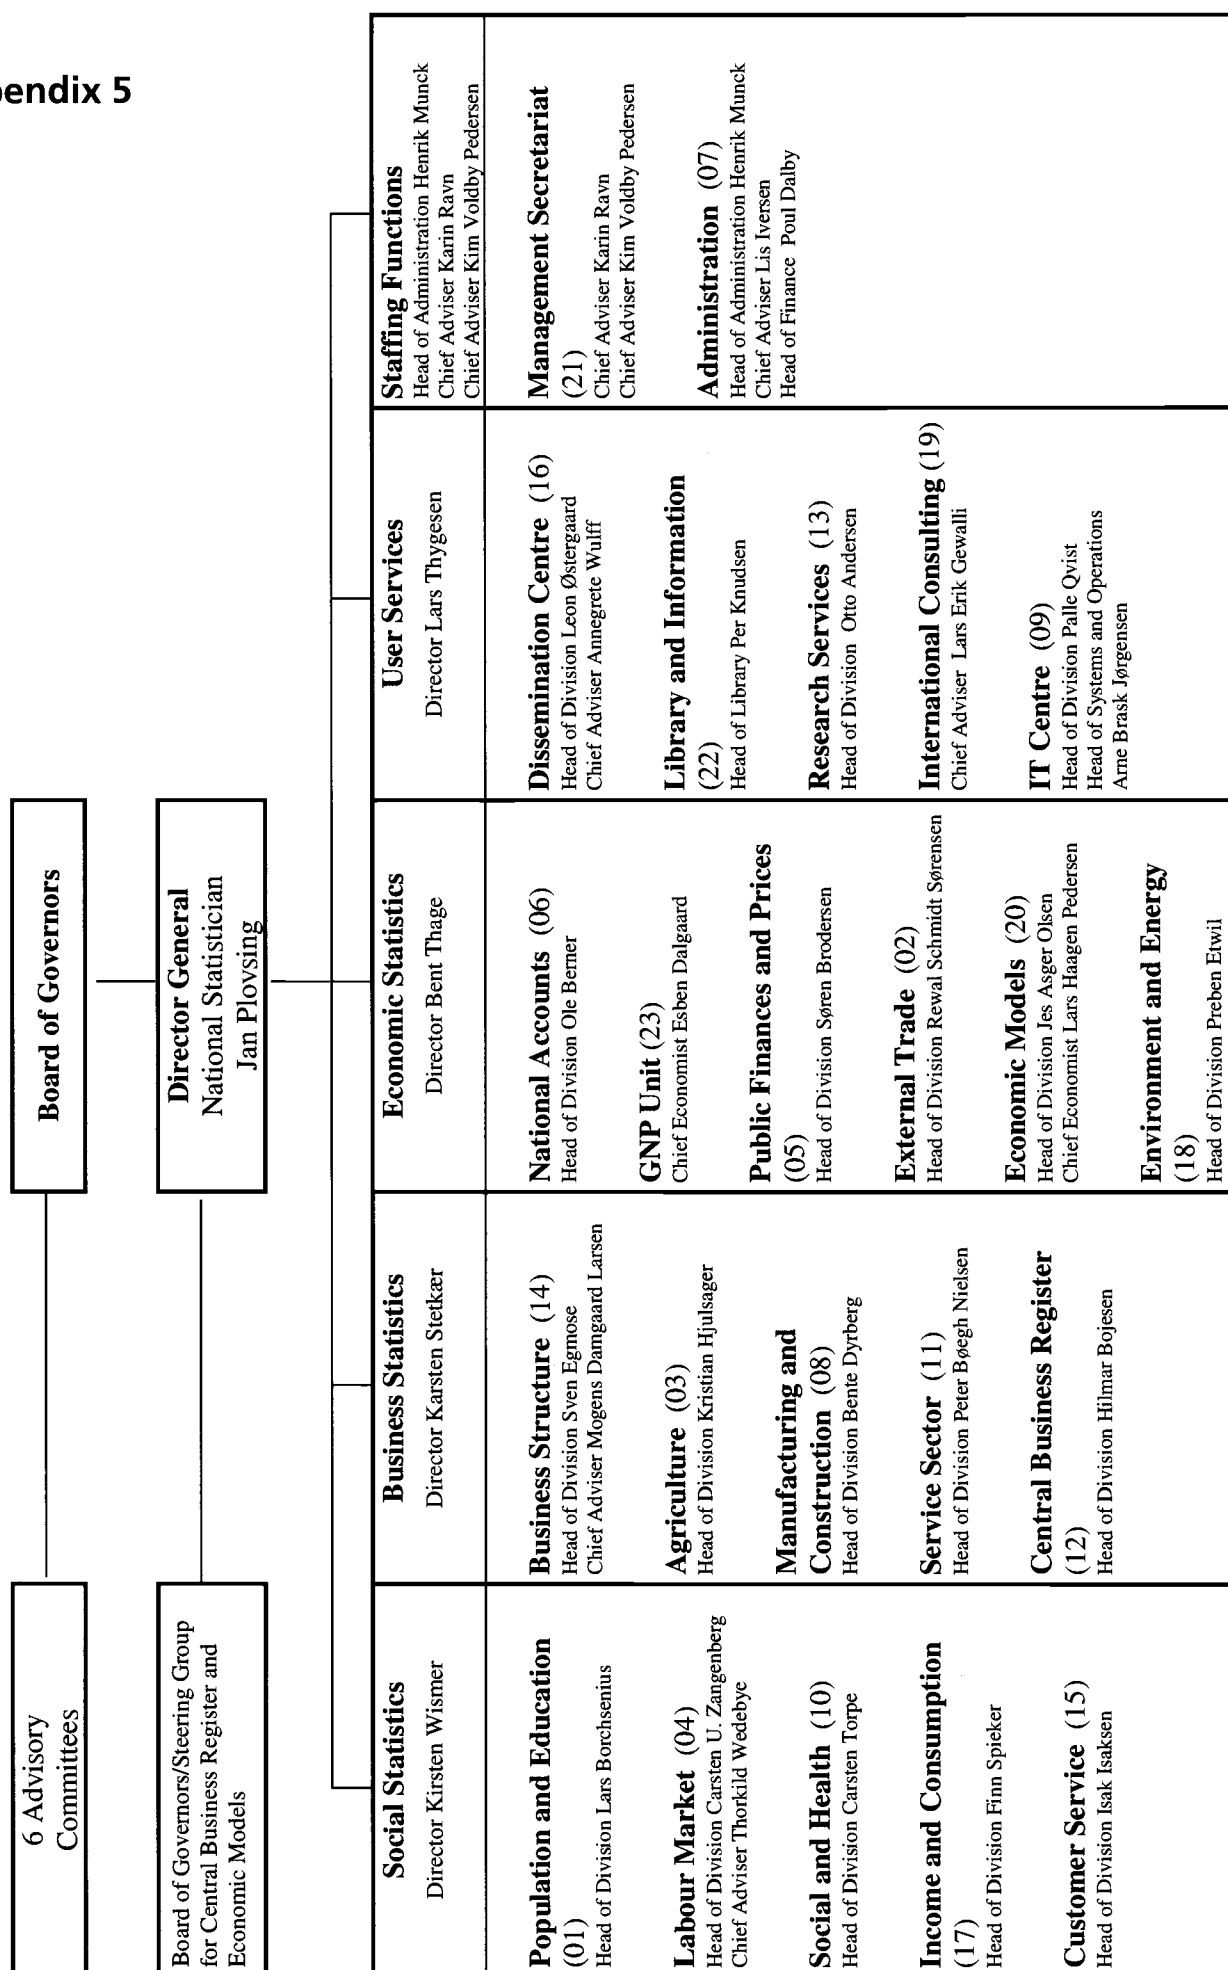 pendix 5
6 Advisory
Committees
Board of Governors
Board of Governors/Steering Group
for Central Business Register and
Economic Models
Director General
National Statistician
Jan Plovsing
Social Statistics
Director Kirsten Wismer
Population and Education
(01)
Head of Division Lars Borchsenius
Labour Market (04)
Head of Division Carsten U. Zangenberg
Chief Adviser Thorkild Wedebye
Social and Health (10)
Head of Division Carsten Torpe
Income and Consumption
(17)
Head of Division Finn Spieker
Customer Service (15)
Head of Division Isak Isaksen
Business Statistics
Director Karsten Stetkær
Business Structure (14)
Head of Division Sven Egmose
Chief Adviser Mogens Damgaard Larsen
Agriculture (03)
Head of Division Kristian Hjulsager
Manufacturing and
Construction (08)
Head of Division Bente Dyrberg
Service Sector (11)
Head of Division Peter Bøegh Nielsen
Central Business Register
(12)
Head of Division Hilmar Bojesen
Economic Statistics
Director Bent Thage
National Accounts (06)
Head of Division Ole Berner
GNP Unit (23)
Chief Economist Esben Dalgaard
Public Finances and Prices
(05)
Head of Division Søren Brodersen
External Trade (02)
Head of Division Rewal Schmidt Sørensen
Economic Models (20)
Head of Division Jes Asger Olsen
Chief Economist Lars Haagen Pedersen
Environment and Energy
(18)
Head of Division Preben Etwil
User Services
Director Lars Thygesen
Dissemination Centre (16)
Head of Division Leon Østergaard
Chief Adviser Annegrete Wulff
Library and Information
(22)
Head of Library Per Knudsen
Research Services (13)
Head of Division Otto Andersen
International Consulting (19)
Chief Adviser Lars Erik Gewalli
IT Centre (09)
Head of Division Palle Qvist
Head of Systems and Operations
Arne Brask Jørgensen
Staffing Functions
Head of Administration Henrik Munck
Chief Adviser Karin Ravn
Chief Adviser Kim Voldby Pedersen
Management Secretariat
(21)
Chief Adviser Karin Ravn
Chief Adviser Kim Voldby Pedersen
Administration (07)
Head of Administration Henrik Munck
Chief Adviser Lis Iversen
Head of Finance Poul Dalby